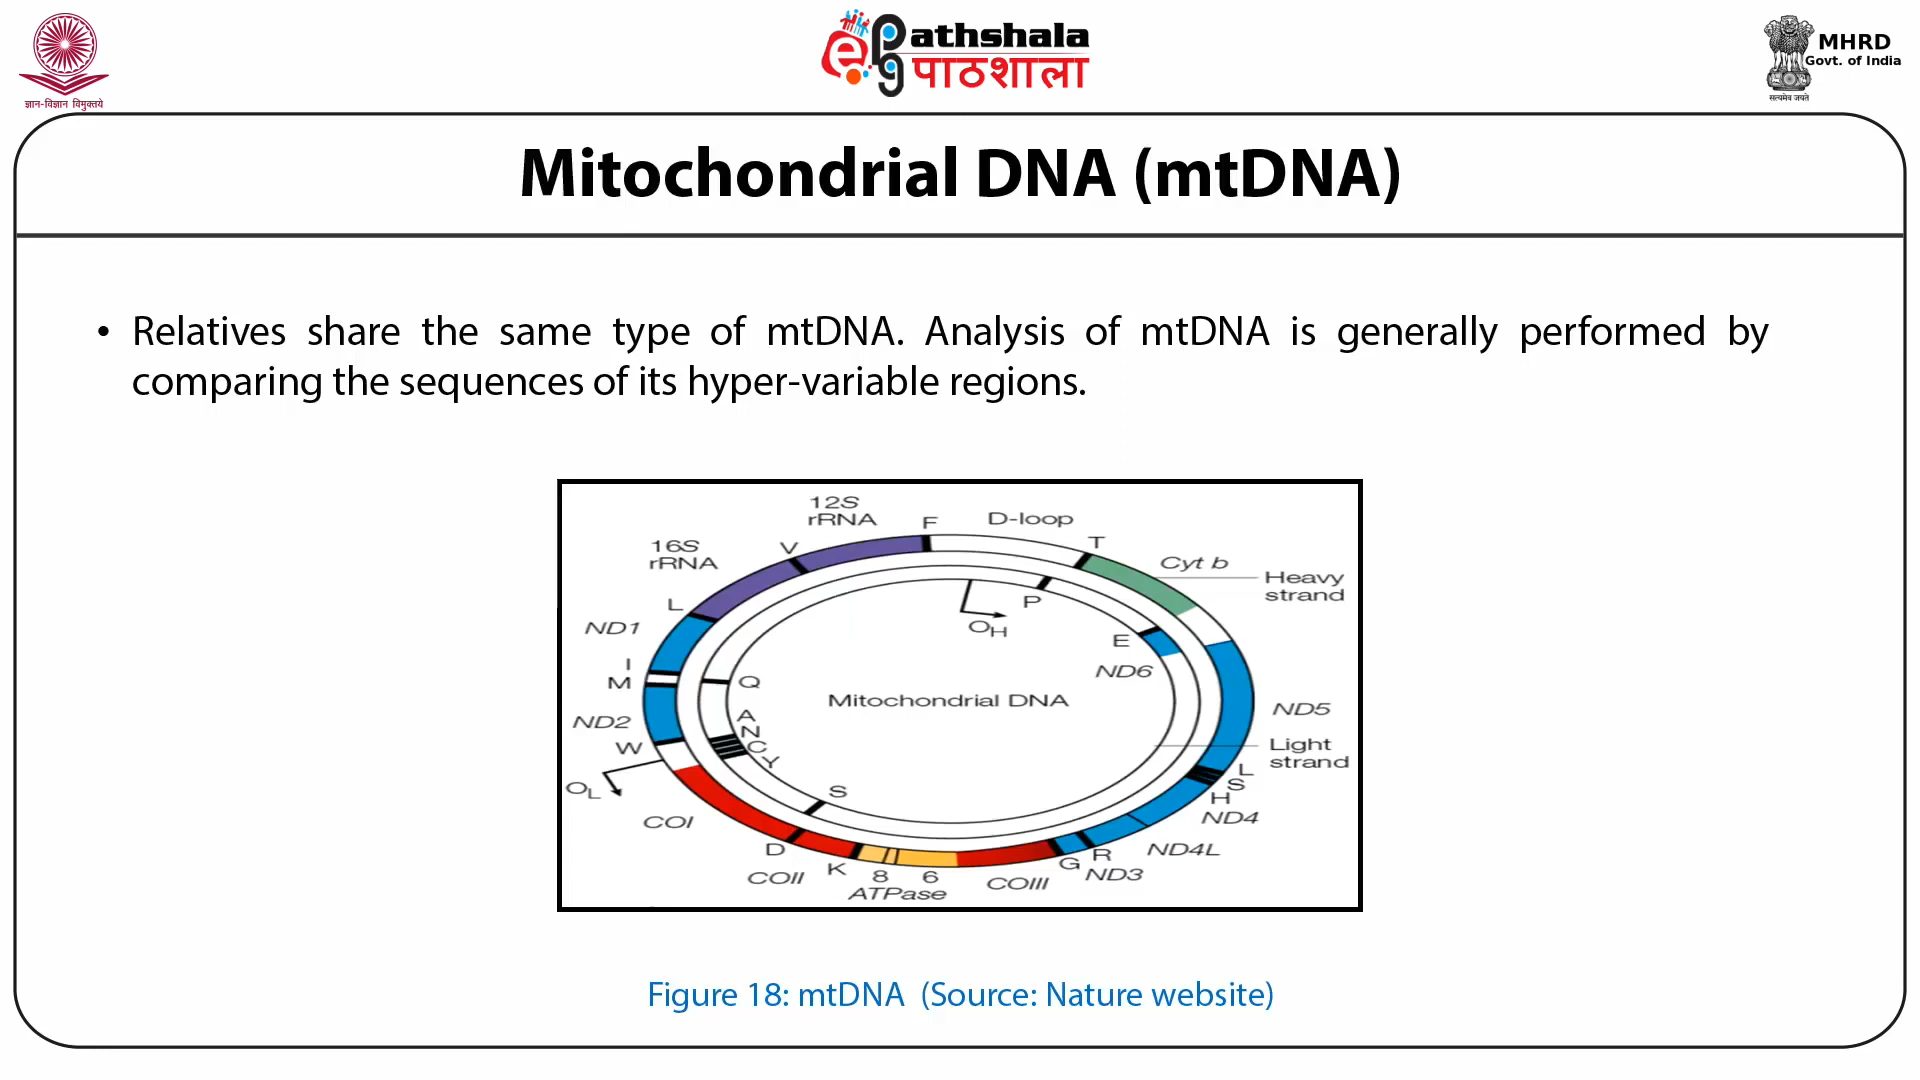 ज्ञान-विज्ञान विमुक्तये
Pathshala
पाठशाला
MHRD
Govt. of India
सत्यमेव जयते
Mitochondrial DNA (mtDNA)
• Relatives share the same type of mtDNA. Analysis of mtDNA is generally performed by
comparing the sequences of its hyper-variable regions.
12S
rRNA
F
D-loop
T
16S
rRNA
V
Cyt b
Heavy
strand
L
P
OH
ND1
E
ND6
I
M
Q
Mitochondrial DNA
ND5
ND2
A
N
C
Y
W
Light
strand
OL
S
L
S
H
COI
ND4
D
K
COII
8
6
ATPase
COIII
G
R
ND3
ND4L
Figure 18: mtDNA (Source: Nature website)